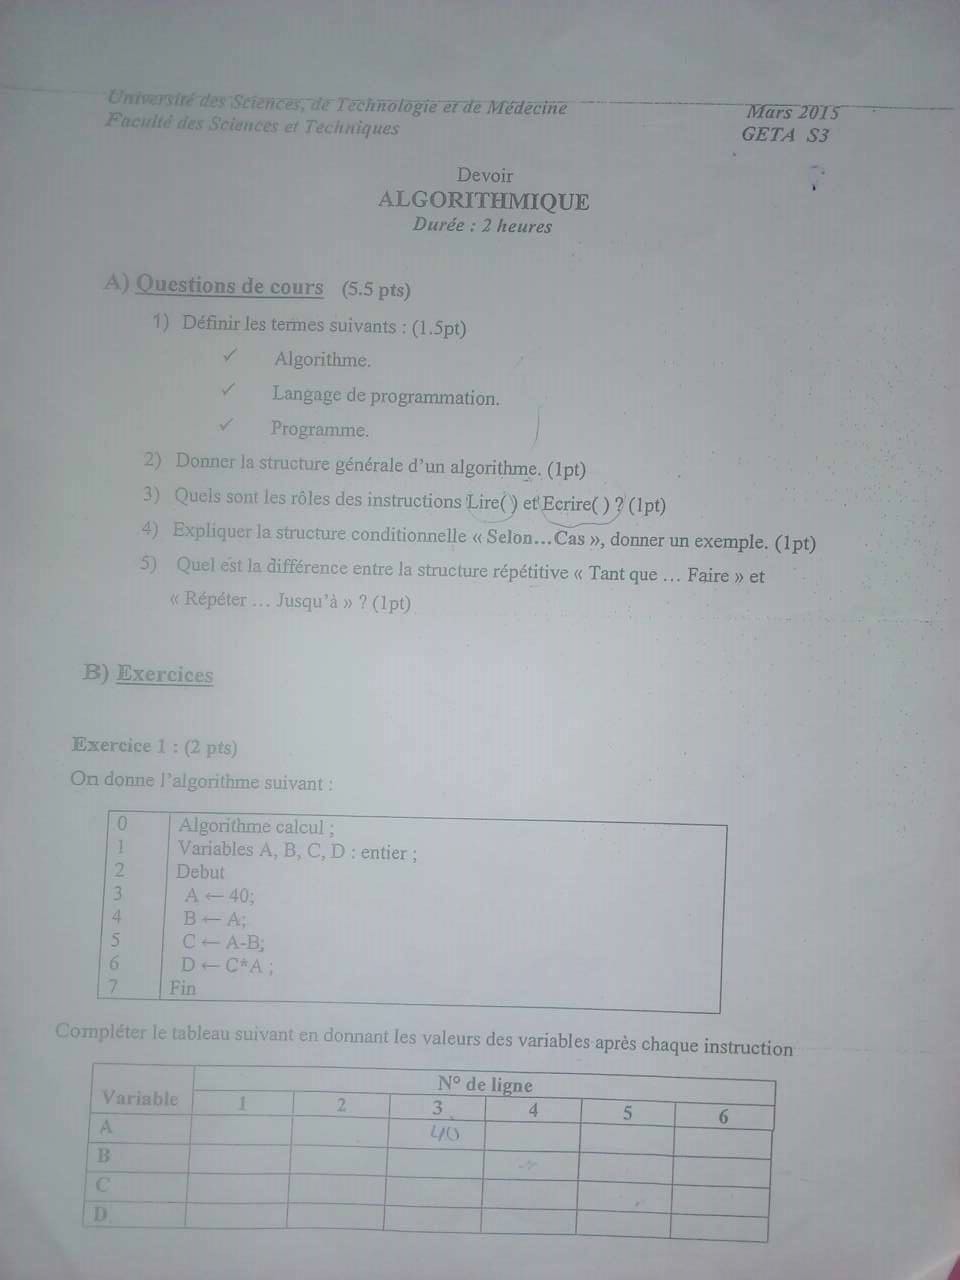 Université des Sciences, de Technologie et de Médecine
Mars 2015
Faculté des Sciences et Techniques
GETA S3
Devoir
ALGORITHMIQUE
Durée : 2 heures
A) Questions de cours (5.5 pts)
1) Définir les termes suivants : (1.5pt)
✓ Algorithme.
✓ Langage de programmation.
✓ Programme.
2) Donner la structure générale d'un algorithme. (1pt)
3) Quels sont les rôles des instructions Lire( ) et Ecrire( ) ? (1pt)
4) Expliquer la structure conditionnelle « Selon…Cas », donner un exemple. (1pt)
5) Quel est la différence entre la structure répétitive « Tant que … Faire » et
« Répéter … Jusqu'à » ? (1pt)
B) Exercices
Exercice 1 : (2 pts)
On donne l'algorithme suivant :
0 Algorithme calcul ;
1 Variables A, B, C, D : entier ;
2 Debut
3 A ← 40;
4 B ← A;
5 C ← A-B;
6 D ← C*A ;
7 Fin
Compléter le tableau suivant en donnant les valeurs des variables après chaque instruction
N° de ligne
Variable 1 2 3 4 5 6
A 40
B
C
D